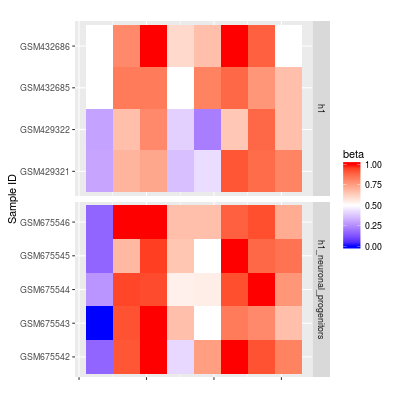 GSM432686
GSM432685
GSM429322
GSM429321
h1
GSM675546
GSM675545
GSM675544
GSM675543
GSM675542
h1_neuronal_progenitors
Sample ID
beta
1.00
0.75
0.50
0.25
0.00